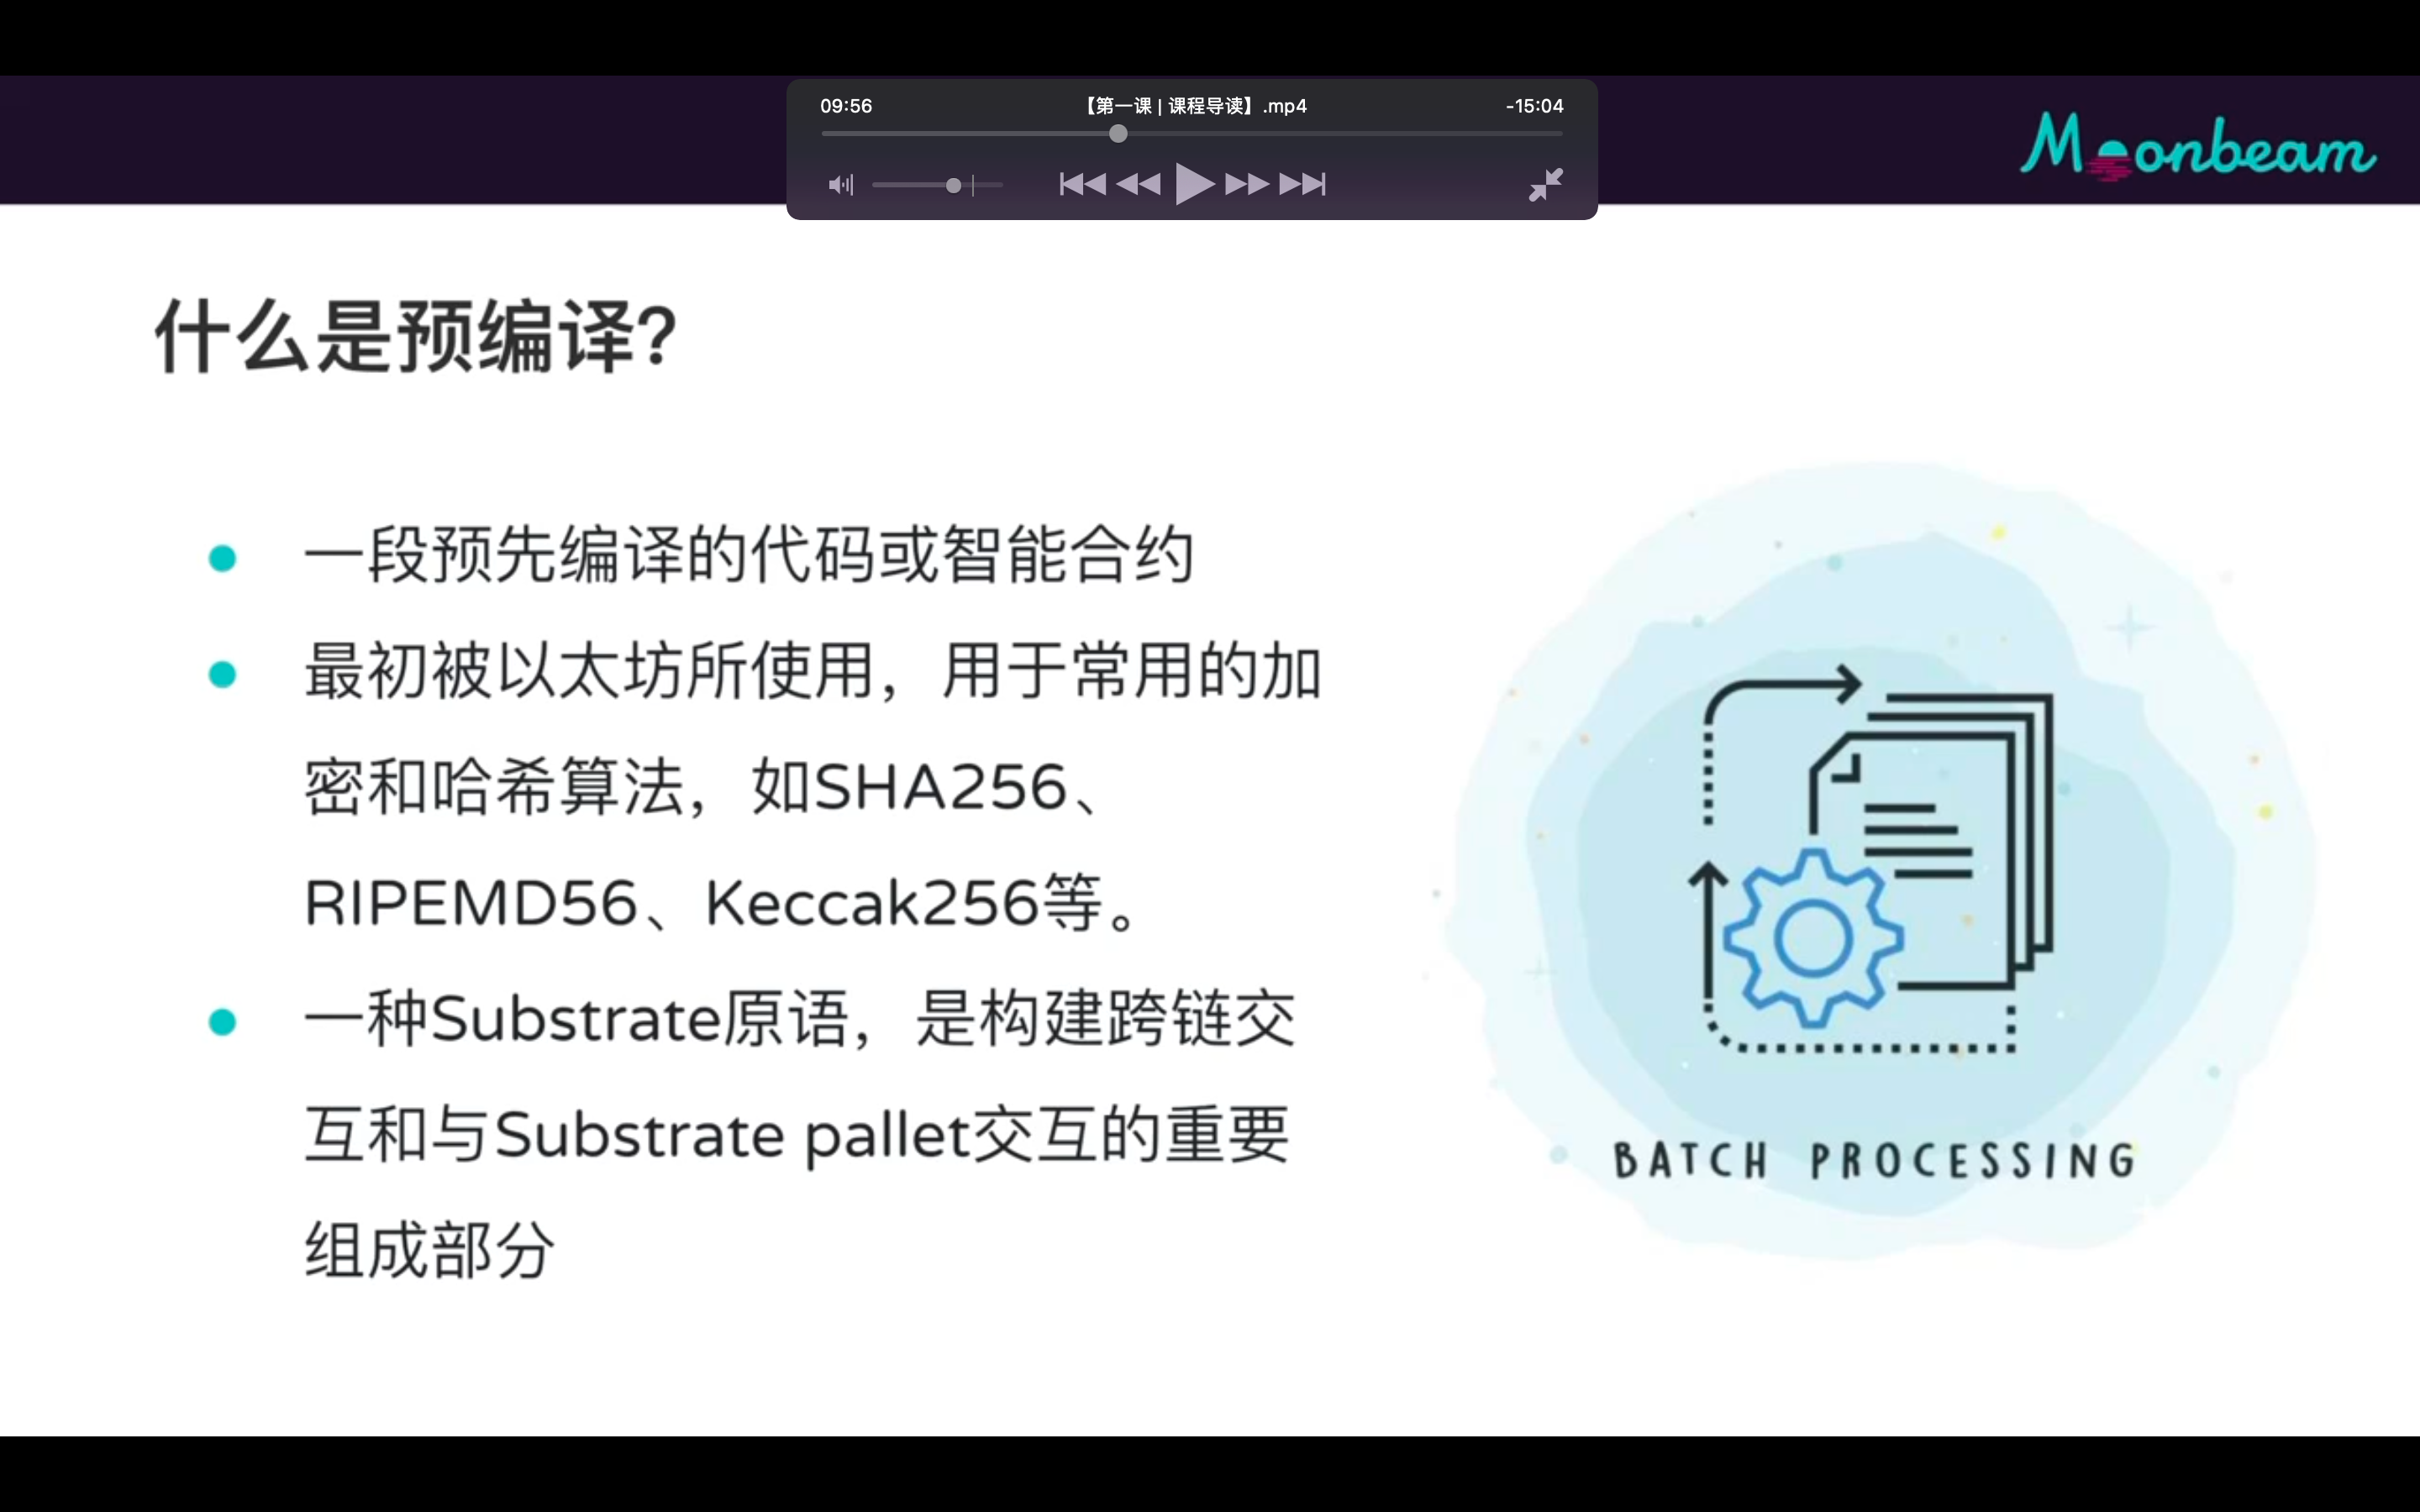 09:56
【第一课 | 课程导读】.mp4
-15:04
Moonbeam
什么是预编译?
一段预先编译的代码或智能合约
最初被以太坊所使用，用于常用的加
密和哈希算法，如SHA256、
RIPEMD56、Keccak256等。
一种Substrate原语，是构建跨链交
互和与Substrate pallet交互的重要
组成部分
BATCH PROCESSING